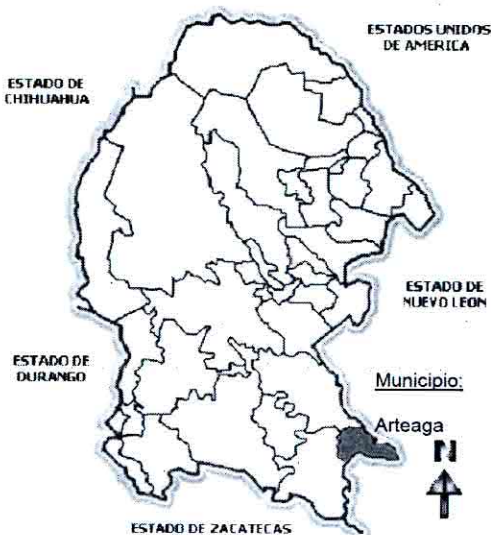 ESTADOS UNIDOS
DE AMERICA
ESTADO DE
CHIHUAHUA
ESTADO DE
NUEVO LEON
ESTADO DE
DURANGO
Municipio:
Arteaga
N
ESTADO DE ZACATECAS